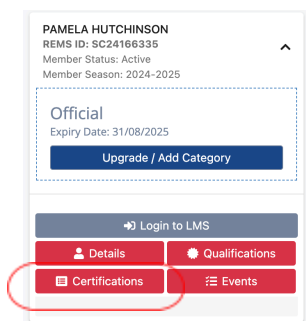 PAMELA HUTCHINSON
REMS ID: SC24166335
Member Status: Active
Member Season: 2024-2025
Official
Expiry Date: 31/08/2025
Upgrade / Add Category
Login to LMS
Details
Qualifications
Certifications
Events